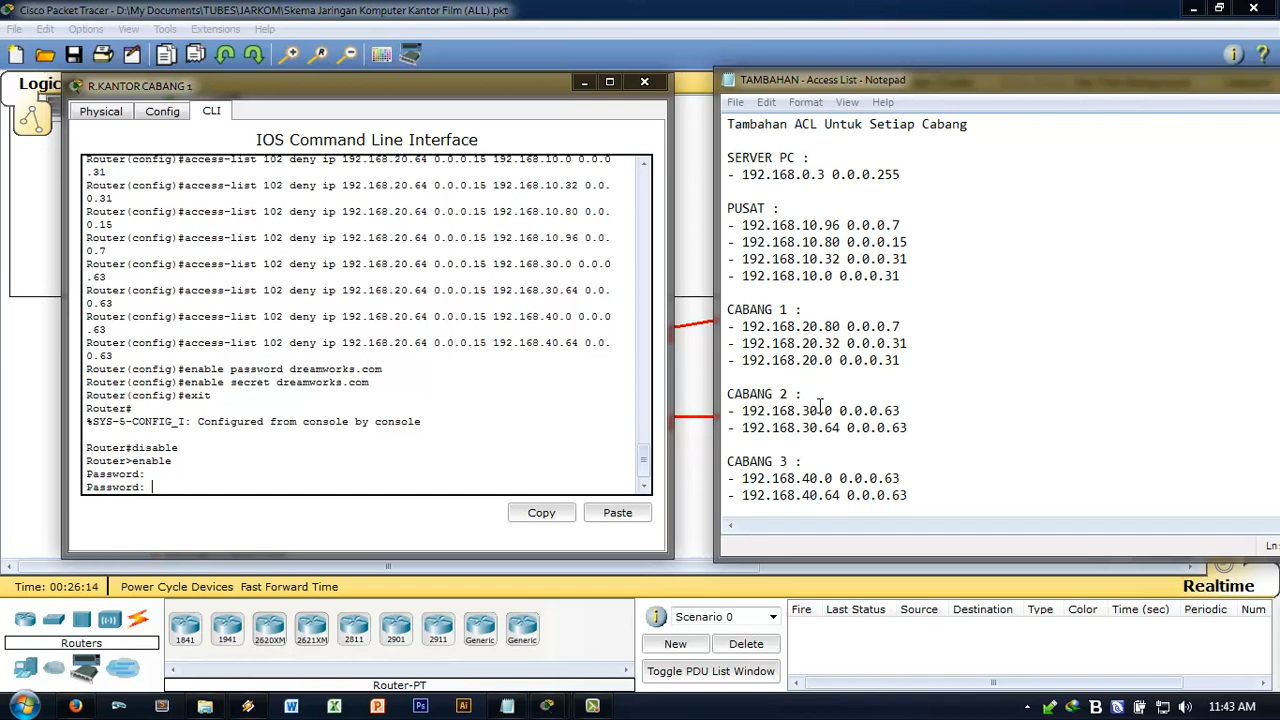 Cisco Packet Tracer - D:\My Documents\TUBES\JARKOM\Skema Jaringan Komputer Kantor Film (ALL).pkt
File Edit Options View Tools Extensions Help
Logic
R.KANTOR CABANG 1
Physical Config CLI
IOS Command Line Interface
Router(config)#access-list 102 deny ip 192.168.20.64 0.0.0.15 192.168.10.0 0.0.0
.31
Router(config)#access-list 102 deny ip 192.168.20.64 0.0.0.15 192.168.10.32 0.0.
0.31
Router(config)#access-list 102 deny ip 192.168.20.64 0.0.0.15 192.168.10.80 0.0.
0.15
Router(config)#access-list 102 deny ip 192.168.20.64 0.0.0.15 192.168.10.96 0.0.
0.7
Router(config)#access-list 102 deny ip 192.168.20.64 0.0.0.15 192.168.30.0 0.0.0
.63
Router(config)#access-list 102 deny ip 192.168.20.64 0.0.0.15 192.168.30.64 0.0.
0.63
Router(config)#access-list 102 deny ip 192.168.20.64 0.0.0.15 192.168.40.0 0.0.0
.63
Router(config)#access-list 102 deny ip 192.168.20.64 0.0.0.15 192.168.40.64 0.0.
0.63
Router(config)#enable password dreamworks.com
Router(config)#enable secret dreamworks.com
Router(config)#exit
Router#
%SYS-5-CONFIG_I: Configured from console by console
Router#disable
Router>enable
Password:
Password:
Copy Paste
TAMBAHAN - Access List - Notepad
File Edit Format View Help
Tambahan ACL Untuk Setiap Cabang
SERVER PC :
- 192.168.0.3 0.0.0.255
PUSAT :
- 192.168.10.96 0.0.0.7
- 192.168.10.80 0.0.0.15
- 192.168.10.32 0.0.0.31
- 192.168.10.0 0.0.0.31
CABANG 1 :
- 192.168.20.80 0.0.0.7
- 192.168.20.32 0.0.0.31
- 192.168.20.0 0.0.0.31
CABANG 2 :
- 192.168.30.0 0.0.0.63
- 192.168.30.64 0.0.0.63
CABANG 3 :
- 192.168.40.0 0.0.0.63
- 192.168.40.64 0.0.0.63
Ln:
Time: 00:26:14 Power Cycle Devices Fast Forward Time Realtime
Routers
1841 1941 2620XM 2621XM 2811 2901 2911 Generic Generic
Router-PT
Scenario 0
New Delete
Toggle PDU List Window
Fire Last Status Source Destination Type Color Time (sec) Periodic Num
11:43 AM